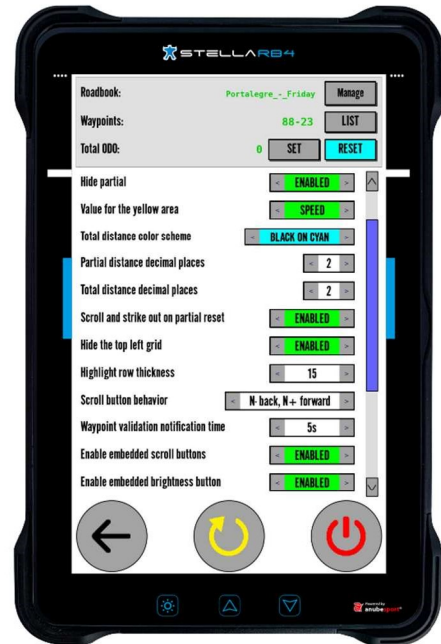 STELLARB4
Roadbook: Portalegre_-_Friday Manage
Waypoints: 88-23 LIST
Total ODO: 0 SET RESET
Hide partial < ENABLED >
Value for the yellow area < SPEED >
Total distance color scheme < BLACK ON CYAN >
Partial distance decimal places < 2 >
Total distance decimal places < 2 >
Scroll and strike out on partial reset < ENABLED >
Hide the top left grid < ENABLED >
Highlight row thickness < 15 >
Scroll button behavior < N- back, N+ forward >
Waypoint validation notification time < 5s >
Enable embedded scroll buttons < ENABLED >
Enable embedded brightness button < ENABLED >
Powered by
anubesport